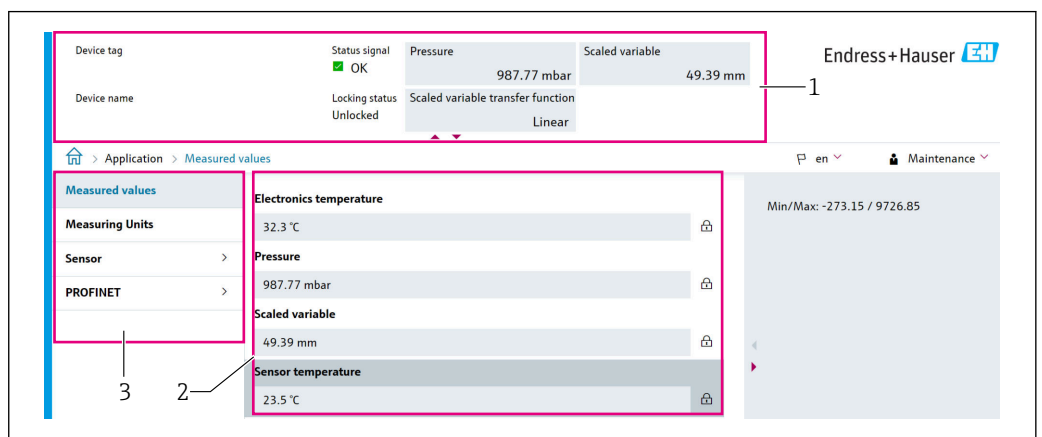 Device tag
Status signal
OK
Pressure
987.77 mbar
Scaled variable
49.39 mm
Endress+Hauser EH
1
Device name
Locking status
Unlocked
Scaled variable transfer function
Linear
> Application > Measured values
en
Maintenance
Measured values
Measuring Units
Sensor >
PROFINET >
3
Electronics temperature
32.3 °C
Pressure
987.77 mbar
Scaled variable
49.39 mm
Sensor temperature
23.5 °C
2
Min/Max: -273.15 / 9726.85